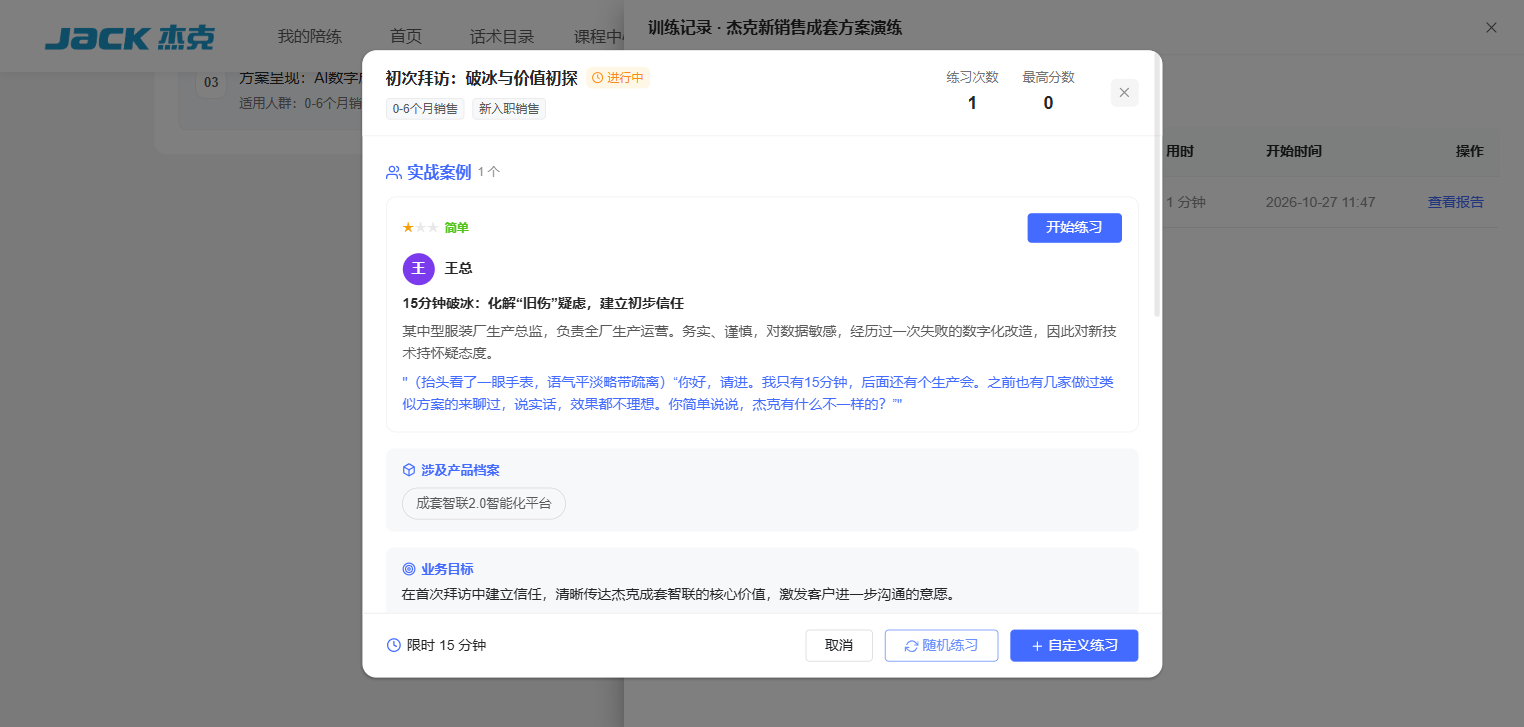 JACK 杰克
我的陪练
首页
话术目录
训练记录 · 杰克新销售成套方案演练
03
适用人群：0-6个月销
用时
开始时间
操作
1 分钟
2026-10-27 11:47
查看报告
初次拜访：破冰与价值初探
进行中
0-6个月销售
新入职销售
练习次数
1
最高分数
0
实战案例 1 个
简单
开始练习
王
王总
15分钟破冰：化解“旧伤”疑虑，建立初步信任
某中型服装厂生产总监，负责全厂生产运营。务实、谨慎，对数据敏感，经历过一次失败的数字化改造，因此对新技
术持怀疑态度。
"（抬头看了一眼手表，语气平淡略带疏离）“你好，请进。我只有15分钟，后面还有个生产会。之前也有几家做过类
似方案的来聊过，说实话，效果都不理想。你简单说说，杰克有什么不一样的？”"
涉及产品档案
成套智联2.0智能化平台
业务目标
在首次拜访中建立信任，清晰传达杰克成套智联的核心价值，激发客户进一步沟通的意愿。
限时 15 分钟
取消
随机练习
自定义练习